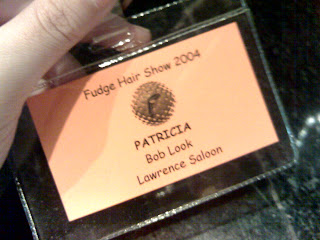 Fudge Hair Show 2004
F
PATRICIA
Bob Look
Lawrence Saloon